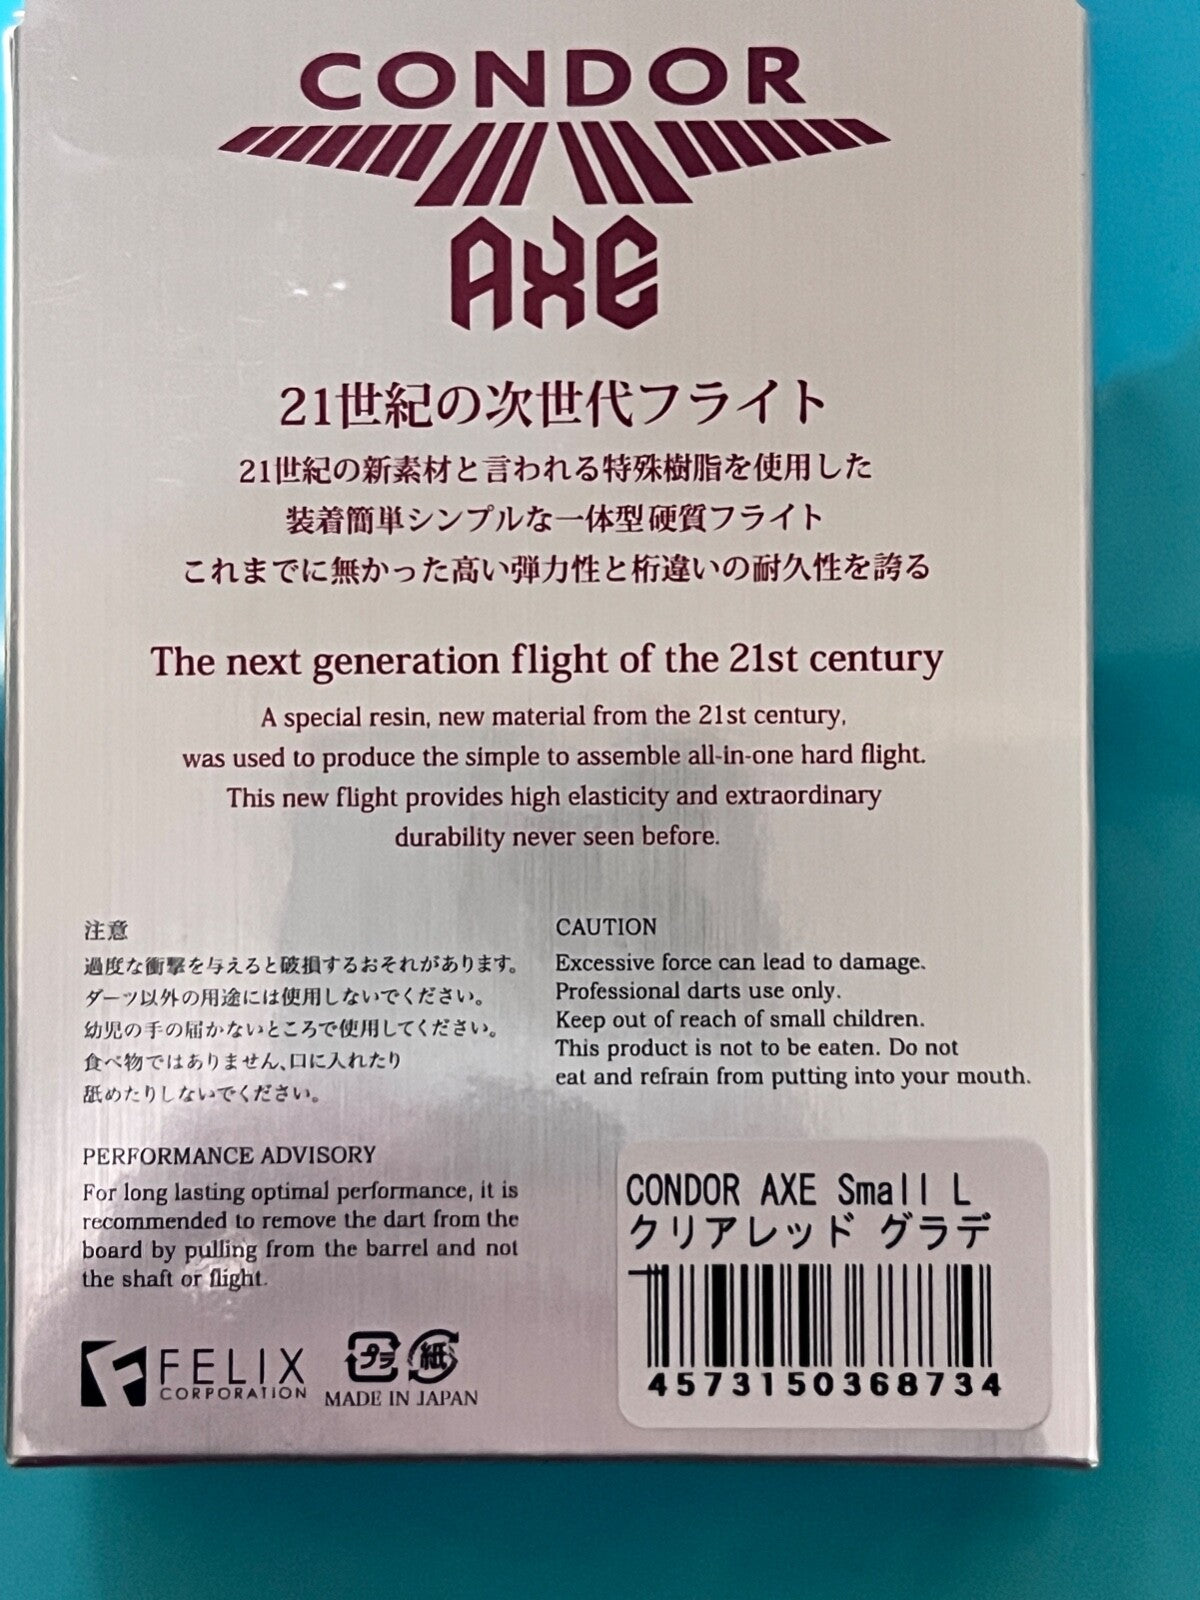 CONDOR
AXE
21世紀の次世代フライト
21世紀の新素材と言われる特殊樹脂を使用した
装着簡単シンプルな一体型硬質フライト
これまでに無かった高い弾力性と桁違いの耐久性を誇る
The next generation flight of the 21st century
A special resin, new material from the 21st century,
was used to produce the simple to assemble all-in-one hard flight.
This new flight provides high elasticity and extraordinary
durability never seen before.
注意
過度な衝撃を与えると破損するおそれがあります。
ダーツ以外の用途には使用しないでください。
幼児の手の届かないところで使用してください。
食べ物ではありません、口に入れたり
舐めたりしないでください。
CAUTION
Excessive force can lead to damage.
Professional darts use only.
Keep out of reach of small children.
This product is not to be eaten. Do not
eat and refrain from putting into your mouth.
PERFORMANCE ADVISORY
For long lasting optimal performance, it is
recommended to remove the dart from the
board by pulling from the barrel and not
the shaft or flight.
FELIX
CORPORATION
プラ 紙
MADE IN JAPAN
CONDOR AXE Small L
クリアレッド グラデ
4573150368734